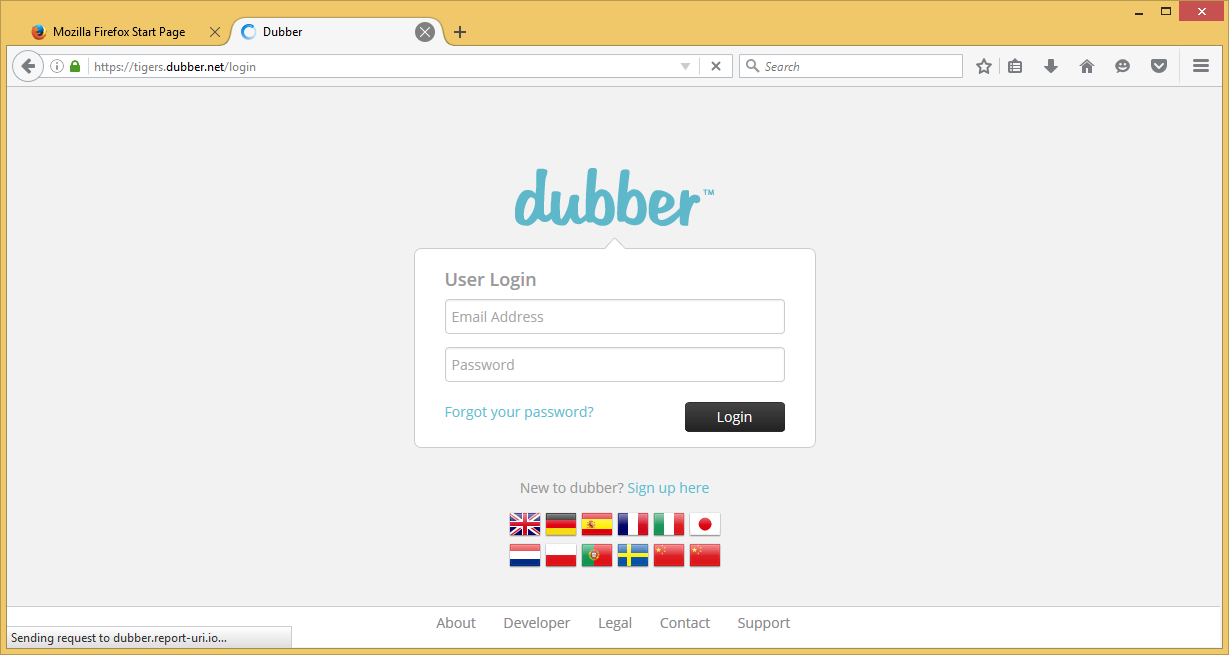 Mozilla Firefox Start Page
Dubber
https://tigers.dubber.net/login
Search
dubber™
User Login
Email Address
Password
Forgot your password?
Login
New to dubber? Sign up here
About Developer Legal Contact Support
Sending request to dubber.report-uri.io...